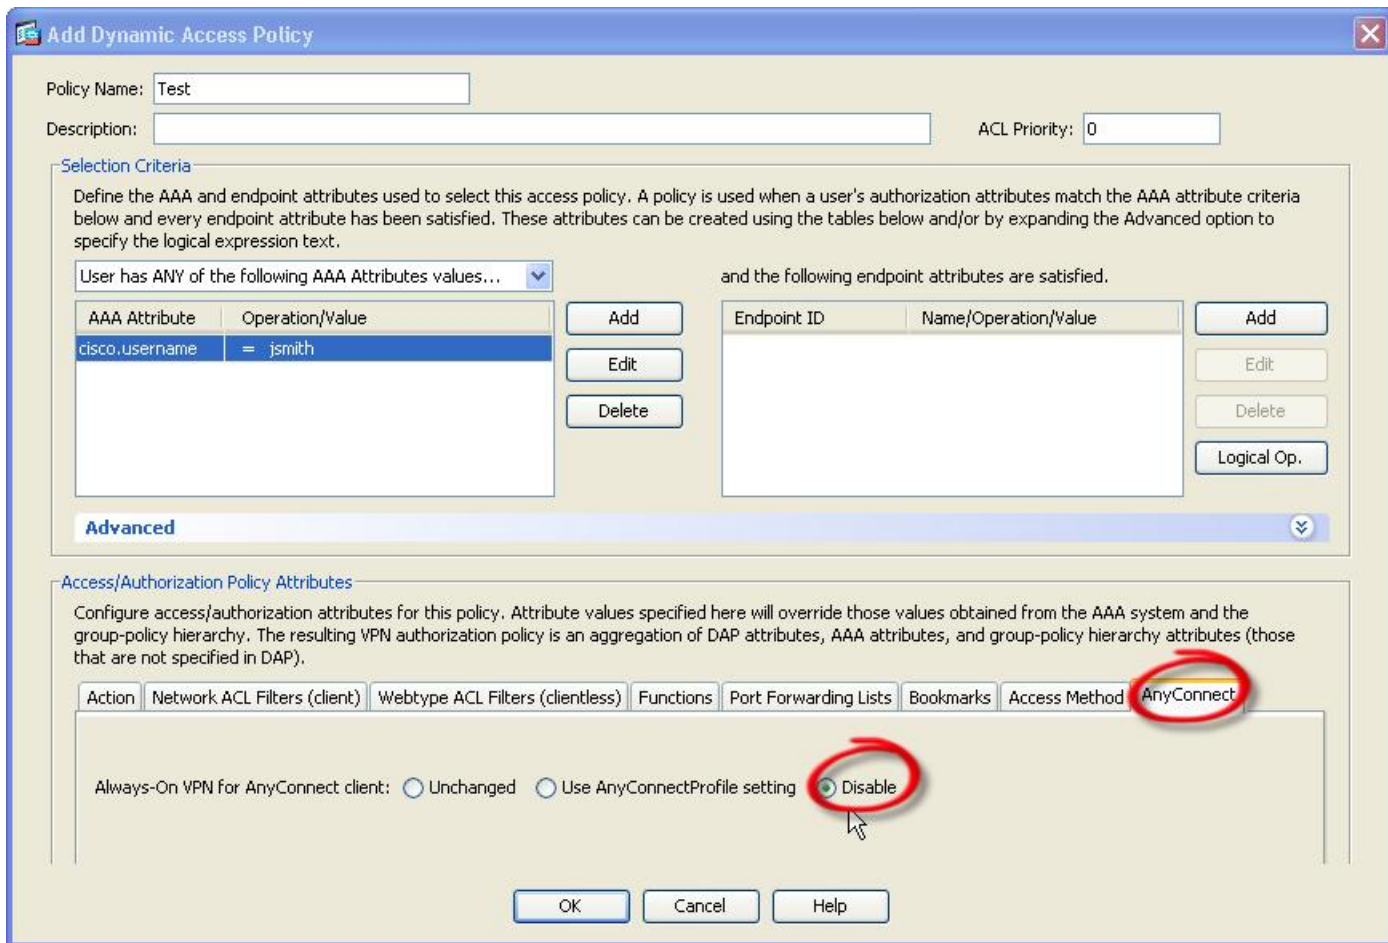 Add Dynamic Access Policy
Policy Name: Test
Description:
ACL Priority: 0
Selection Criteria
Define the AAA and endpoint attributes used to select this access policy. A policy is used when a user's authorization attributes match the AAA attribute criteria
below and every endpoint attribute has been satisfied. These attributes can be created using the tables below and/or by expanding the Advanced option to
specify the logical expression text.
User has ANY of the following AAA Attributes values...
and the following endpoint attributes are satisfied.
AAA Attribute Operation/Value
cisco.username = jsmith
Add
Edit
Delete
Endpoint ID Name/Operation/Value
Add
Edit
Delete
Logical Op.
Advanced
Access/Authorization Policy Attributes
Configure access/authorization attributes for this policy. Attribute values specified here will override those values obtained from the AAA system and the
group-policy hierarchy. The resulting VPN authorization policy is an aggregation of DAP attributes, AAA attributes, and group-policy hierarchy attributes (those
that are not specified in DAP).
Action Network ACL Filters (client) Webtype ACL Filters (clientless) Functions Port Forwarding Lists Bookmarks Access Method AnyConnect
Always-On VPN for AnyConnect client: Unchanged Use AnyConnectProfile setting Disable
OK Cancel Help